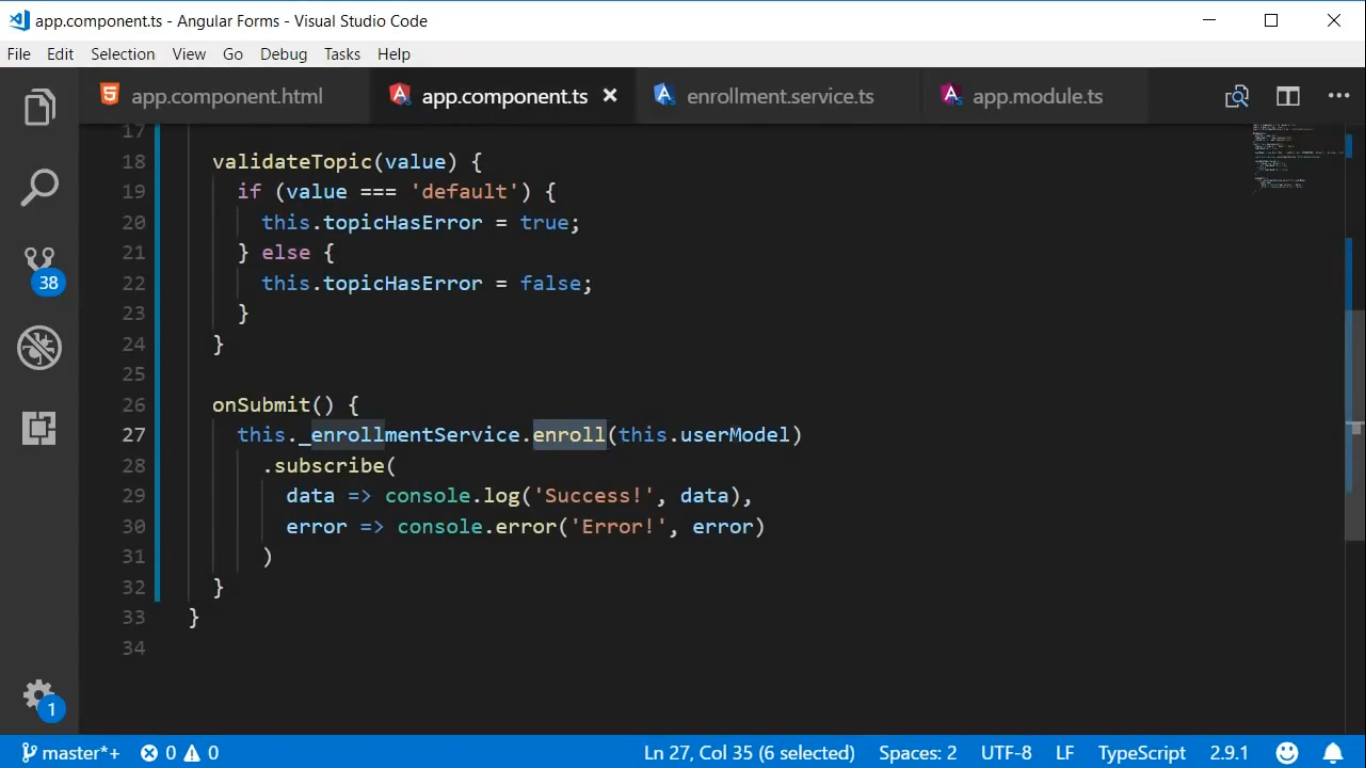 app.component.ts - Angular Forms - Visual Studio Code
File Edit Selection View Go Debug Tasks Help
app.component.html app.component.ts enrollment.service.ts app.module.ts
17
18 validateTopic(value) {
19 if (value === 'default') {
20 this.topicHasError = true;
21 } else {
22 this.topicHasError = false;
23 }
24 }
25
26 onSubmit() {
27 this._enrollmentService.enroll(this.userModel)
28 .subscribe(
29 data => console.log('Success!', data),
30 error => console.error('Error!', error)
31 )
32 }
33 }
34
38
1
master*+ 0 0 Ln 27, Col 35 (6 selected) Spaces: 2 UTF-8 LF TypeScript 2.9.1